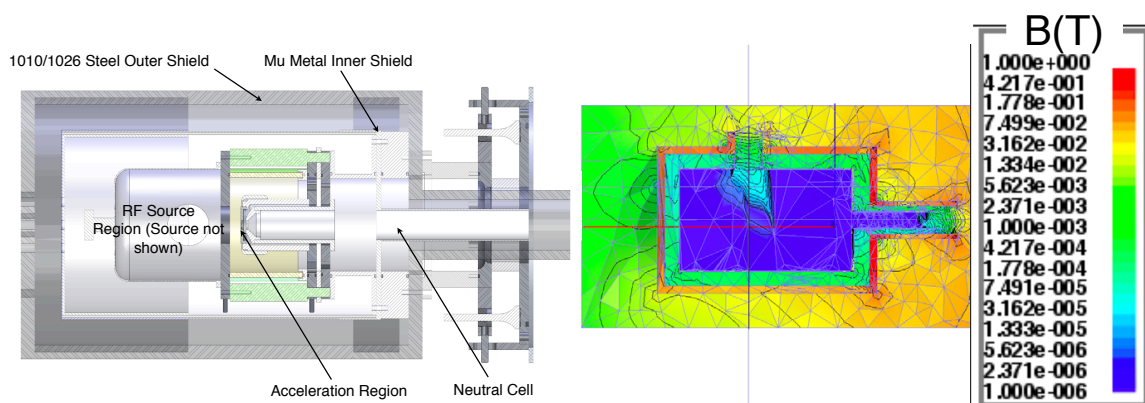 1010/1026 Steel Outer Shield
Mu Metal Inner Shield
RF Source
Region (Source not
shown)
Acceleration Region
Neutral Cell
B(T)
1.000e+000
4.217e-001
1.778e-001
7.499e-002
3.162e-002
1.334e-002
5.623e-003
2.371e-003
1.000e-003
4.217e-004
1.778e-004
7.491e-005
3.162e-005
1.333e-005
5.623e-006
2.371e-006
1.000e-006